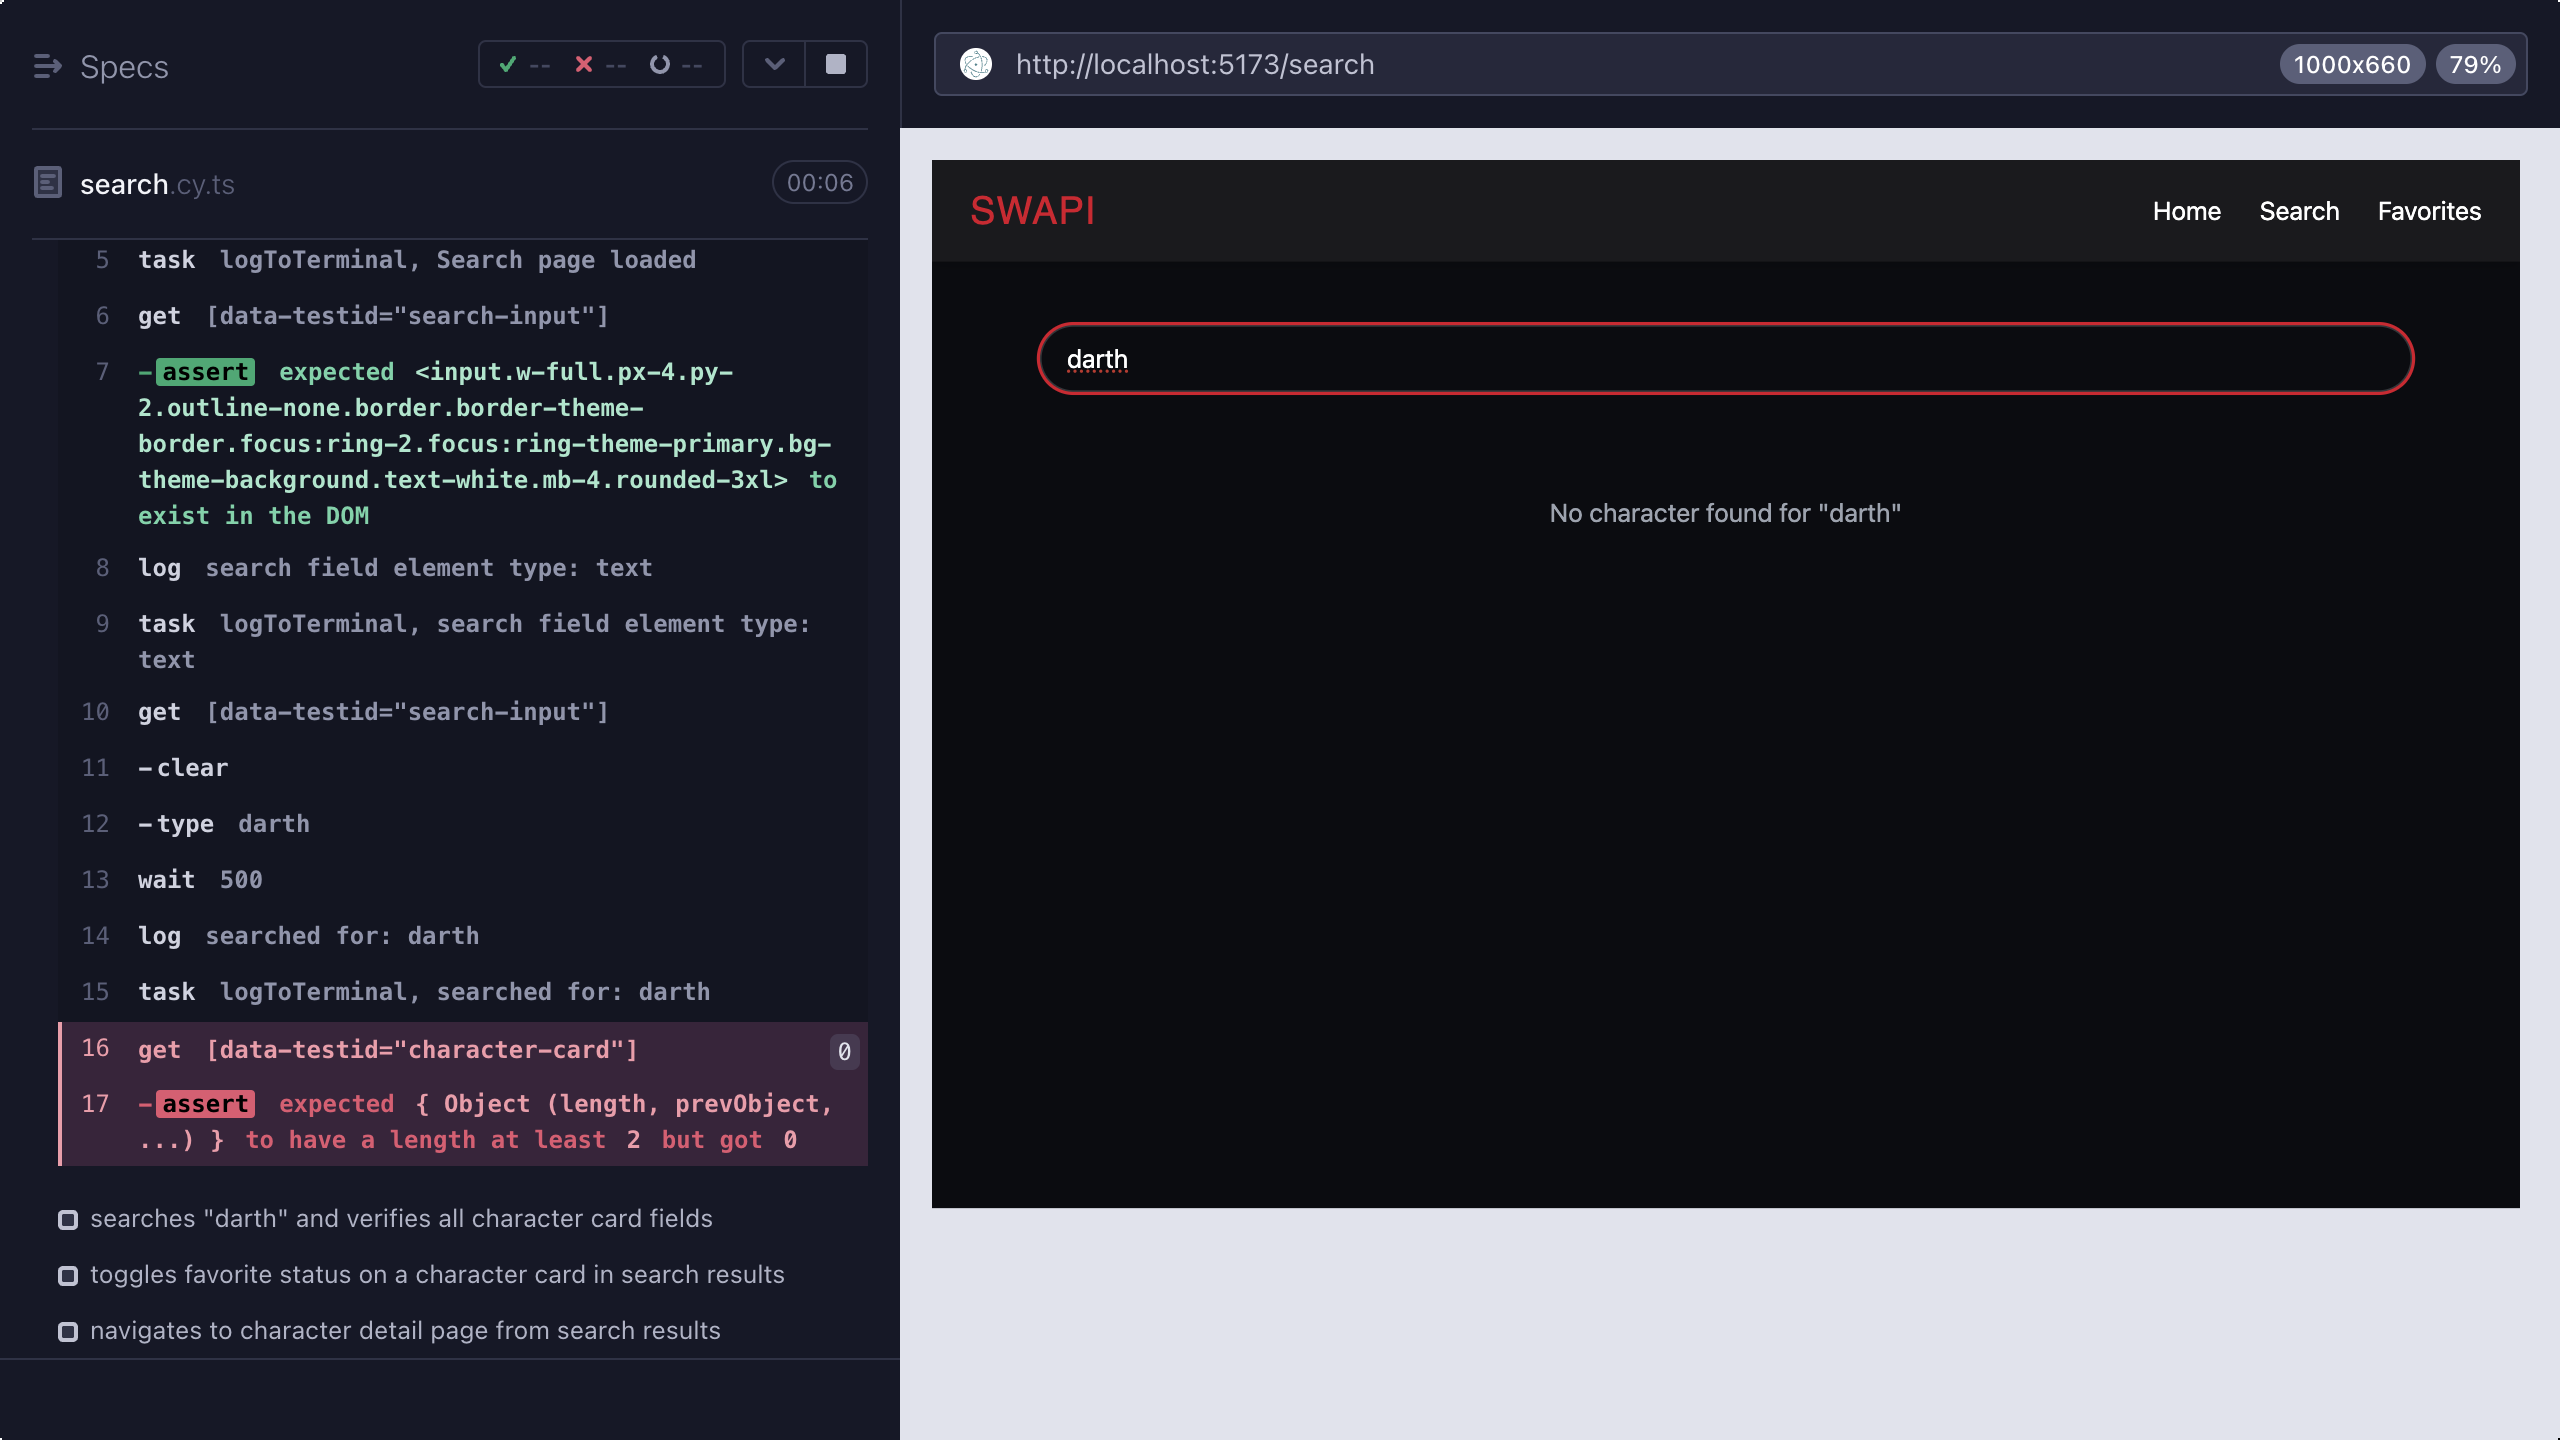 Specs
-- -- --
search.cy.ts 00:06
5 task logToTerminal, Search page loaded
6 get [data-testid="search-input"]
7 -assert expected <input.w-full.px-4.py-
2.outline-none.border.border-theme-
border.focus:ring-2.focus:ring-theme-primary.bg-
theme-background.text-white.mb-4.rounded-3xl> to
exist in the DOM
8 log search field element type: text
9 task logToTerminal, search field element type:
text
10 get [data-testid="search-input"]
11 -clear
12 -type darth
13 wait 500
14 log searched for: darth
15 task logToTerminal, searched for: darth
16 get [data-testid="character-card"] 0
17 -assert expected { Object (length, prevObject,
...) } to have a length at least 2 but got 0
searches "darth" and verifies all character card fields
toggles favorite status on a character card in search results
navigates to character detail page from search results
http://localhost:5173/search 1000x660 79%
SWAPI Home Search Favorites
darth
No character found for "darth"